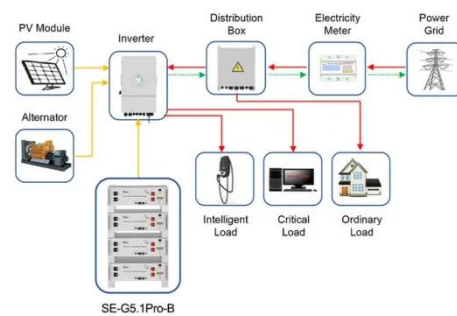 PV Module
Inverter
Distribution
Box
Electricity
Meter
Power
Grid
Alternator
Intelligent
Load
Critical
Load
Ordinary
Load
SE-G5.1Pro-B